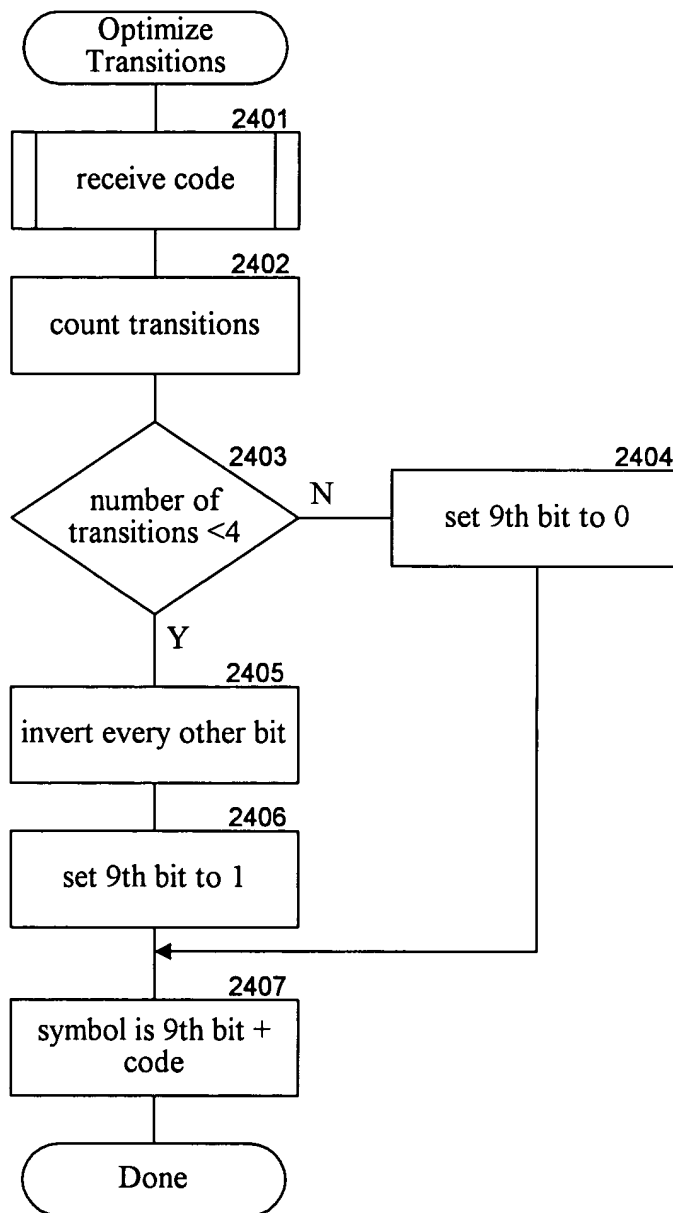 Optimize
Transitions
2401
receive code
2402
count transitions
2403
number of
transitions <4
N
2404
set 9th bit to 0
Y
2405
invert every other bit
2406
set 9th bit to 1
2407
symbol is 9th bit +
code
Done